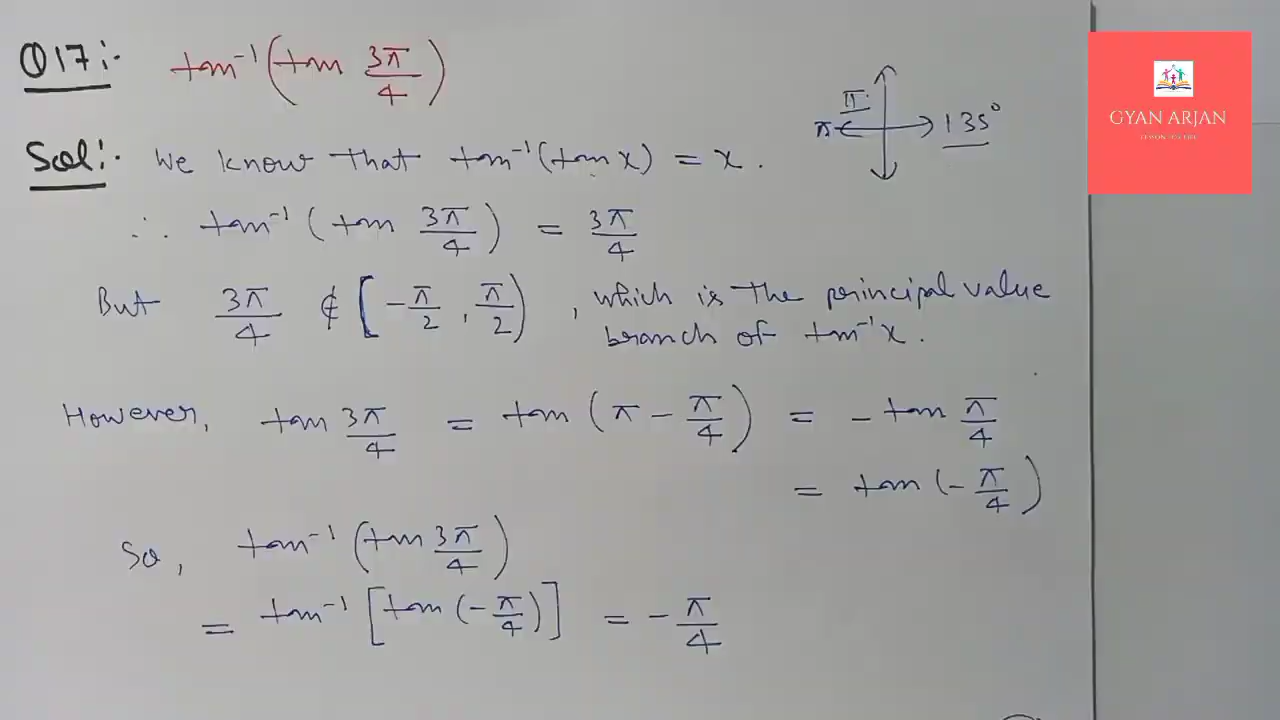 Q17:- tan⁻¹(tan 3π/4)
II
π
135°
GYAN ARJAN
Sol:- We know that tan⁻¹(tan x) = x.
∴ tan⁻¹(tan 3π/4) = 3π/4
But 3π/4 ∉ [-π/2, π/2), which is the principal value
branch of tan⁻¹x.
However, tan 3π/4 = tan(π - π/4) = -tan π/4
= tan(-π/4)
So, tan⁻¹(tan 3π/4)
= tan⁻¹[tan(-π/4)] = -π/4